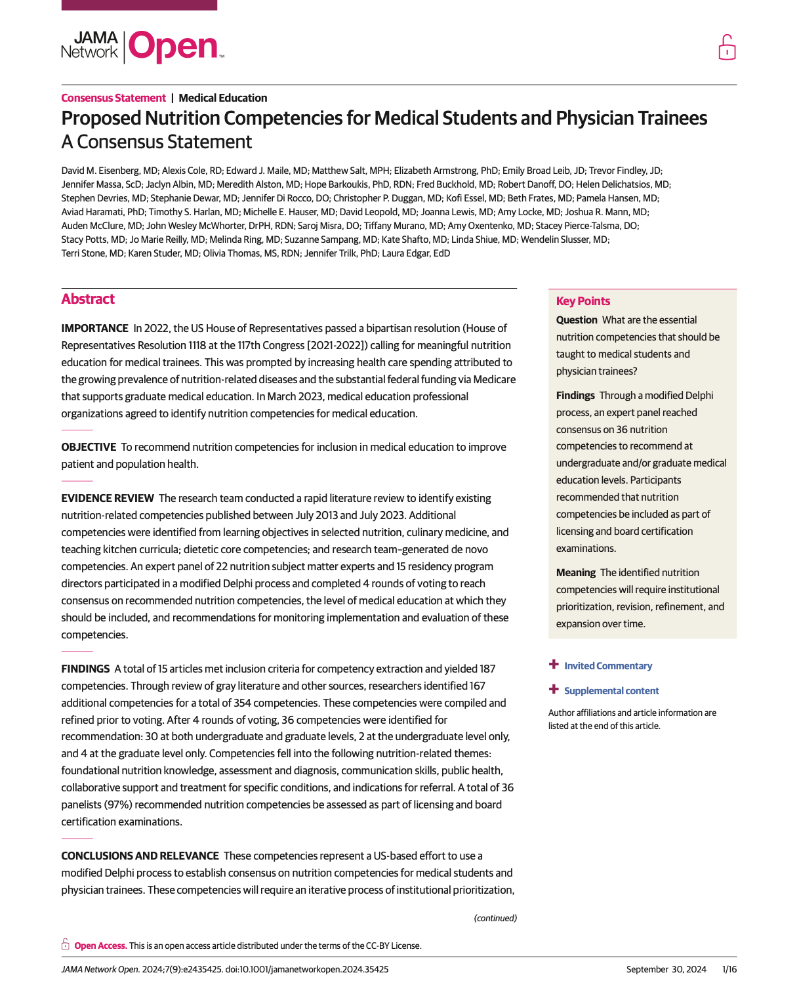 JAMA
Network
Open™
Consensus Statement | Medical Education
Proposed Nutrition Competencies for Medical Students and Physician Trainees
A Consensus Statement
David M. Eisenberg, MD; Alexis Cole, RD; Edward J. Maile, MD; Matthew Salt, MPH; Elizabeth Armstrong, PhD; Emily Broad Leib, JD; Trevor Findley, JD;
Jennifer Massa, ScD; Jaclyn Albin, MD; Meredith Alston, MD; Hope Barkoukis, PhD, RDN; Fred Buckhold, MD; Robert Danoff, DO; Helen Delichatsios, MD;
Stephen Devries, MD; Stephanie Dewar, MD; Jennifer Di Rocco, DO; Christopher P. Duggan, MD; Kofi Essel, MD; Beth Frates, MD; Pamela Hansen, MD;
Aviad Haramati, PhD; Timothy S. Harlan, MD; Michelle E. Hauser, MD; David Leopold, MD; Joanna Lewis, MD; Amy Locke, MD; Joshua R. Mann, MD;
Auden McClure, MD; John Wesley McWhorter, DrPH, RDN; Saroj Misra, DO; Tiffany Murano, MD; Amy Oxentenko, MD; Stacey Pierce-Talsma, DO;
Stacy Potts, MD; Jo Marie Reilly, MD; Melinda Ring, MD; Suzanne Sampang, MD; Kate Shafto, MD; Linda Shiue, MD; Wendelin Slusser, MD;
Terri Stone, MD; Karen Studer, MD; Olivia Thomas, MS, RDN; Jennifer Trilk, PhD; Laura Edgar, EdD
Abstract
IMPORTANCE In 2022, the US House of Representatives passed a bipartisan resolution (House of
Representatives Resolution 1118 at the 117th Congress [2021-2022]) calling for meaningful nutrition
education for medical trainees. This was prompted by increasing health care spending attributed to
the growing prevalence of nutrition-related diseases and the substantial federal funding via Medicare
that supports graduate medical education. In March 2023, medical education professional
organizations agreed to identify nutrition competencies for medical education.
OBJECTIVE To recommend nutrition competencies for inclusion in medical education to improve
patient and population health.
EVIDENCE REVIEW The research team conducted a rapid literature review to identify existing
nutrition-related competencies published between July 2013 and July 2023. Additional
competencies were identified from learning objectives in selected nutrition, culinary medicine, and
teaching kitchen curricula; dietetic core competencies; and research team–generated de novo
competencies. An expert panel of 22 nutrition subject matter experts and 15 residency program
directors participated in a modified Delphi process and completed 4 rounds of voting to reach
consensus on recommended nutrition competencies, the level of medical education at which they
should be included, and recommendations for monitoring implementation and evaluation of these
competencies.
FINDINGS A total of 15 articles met inclusion criteria for competency extraction and yielded 187
competencies. Through review of gray literature and other sources, researchers identified 167
additional competencies for a total of 354 competencies. These competencies were compiled and
refined prior to voting. After 4 rounds of voting, 36 competencies were identified for
recommendation: 30 at both undergraduate and graduate levels, 2 at the undergraduate level only,
and 4 at the graduate level only. Competencies fell into the following nutrition-related themes:
foundational nutrition knowledge, assessment and diagnosis, communication skills, public health,
collaborative support and treatment for specific conditions, and indications for referral. A total of 36
panelists (97%) recommended nutrition competencies be assessed as part of licensing and board
certification examinations.
CONCLUSIONS AND RELEVANCE These competencies represent a US-based effort to use a
modified Delphi process to establish consensus on nutrition competencies for medical students and
physician trainees. These competencies will require an iterative process of institutional prioritization,
(continued)
Key Points
Question What are the essential
nutrition competencies that should be
taught to medical students and
physician trainees?
Findings Through a modified Delphi
process, an expert panel reached
consensus on 36 nutrition
competencies to recommend at
undergraduate and/or graduate medical
education levels. Participants
recommended that nutrition
competencies be included as part of
licensing and board certification
examinations.
Meaning The identified nutrition
competencies will require institutional
prioritization, revision, refinement, and
expansion over time.
+ Invited Commentary
+ Supplemental content
Author affiliations and article information are
listed at the end of this article.
Open Access. This is an open access article distributed under the terms of the CC-BY License.
JAMA Network Open. 2024;7(9):e2435425. doi:10.1001/jamanetworkopen.2024.35425
September 30, 2024 1/16